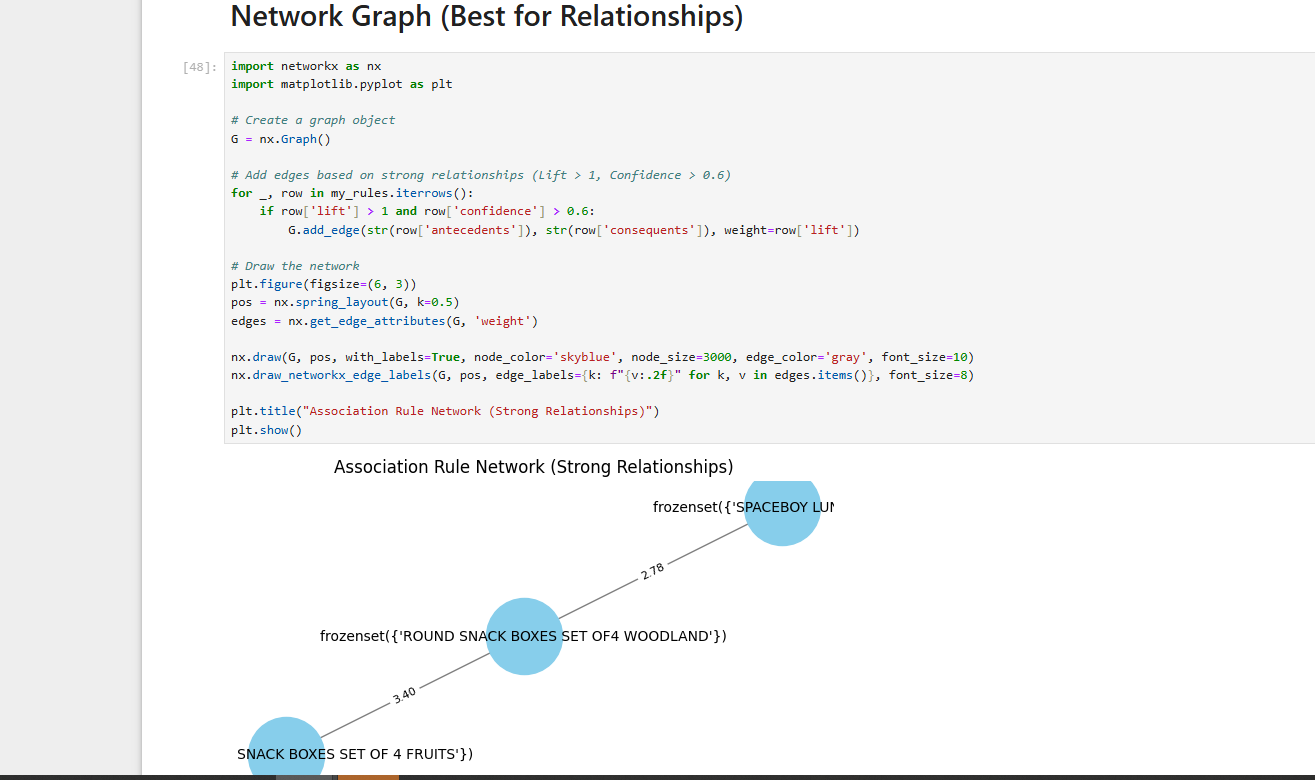 Network Graph (Best for Relationships)
[48]:
import networkx as nx
import matplotlib.pyplot as plt
# Create a graph object
G = nx.Graph()
# Add edges based on strong relationships (Lift > 1, Confidence > 0.6)
for _, row in my_rules.iterrows():
    if row['lift'] > 1 and row['confidence'] > 0.6:
        G.add_edge(str(row['antecedents']), str(row['consequents']), weight=row['lift'])
# Draw the network
plt.figure(figsize=(6, 3))
pos = nx.spring_layout(G, k=0.5)
edges = nx.get_edge_attributes(G, 'weight')
nx.draw(G, pos, with_labels=True, node_color='skyblue', node_size=3000, edge_color='gray', font_size=10)
nx.draw_networkx_edge_labels(G, pos, edge_labels={k: f"{v:.2f}" for k, v in edges.items()}, font_size=8)
plt.title("Association Rule Network (Strong Relationships)")
plt.show()
Association Rule Network (Strong Relationships)
frozenset({'SPACEBOY LUN
2.78
frozenset({'ROUND SNACK BOXES SET OF4 WOODLAND'})
3.40
SNACK BOXES SET OF 4 FRUITS'})